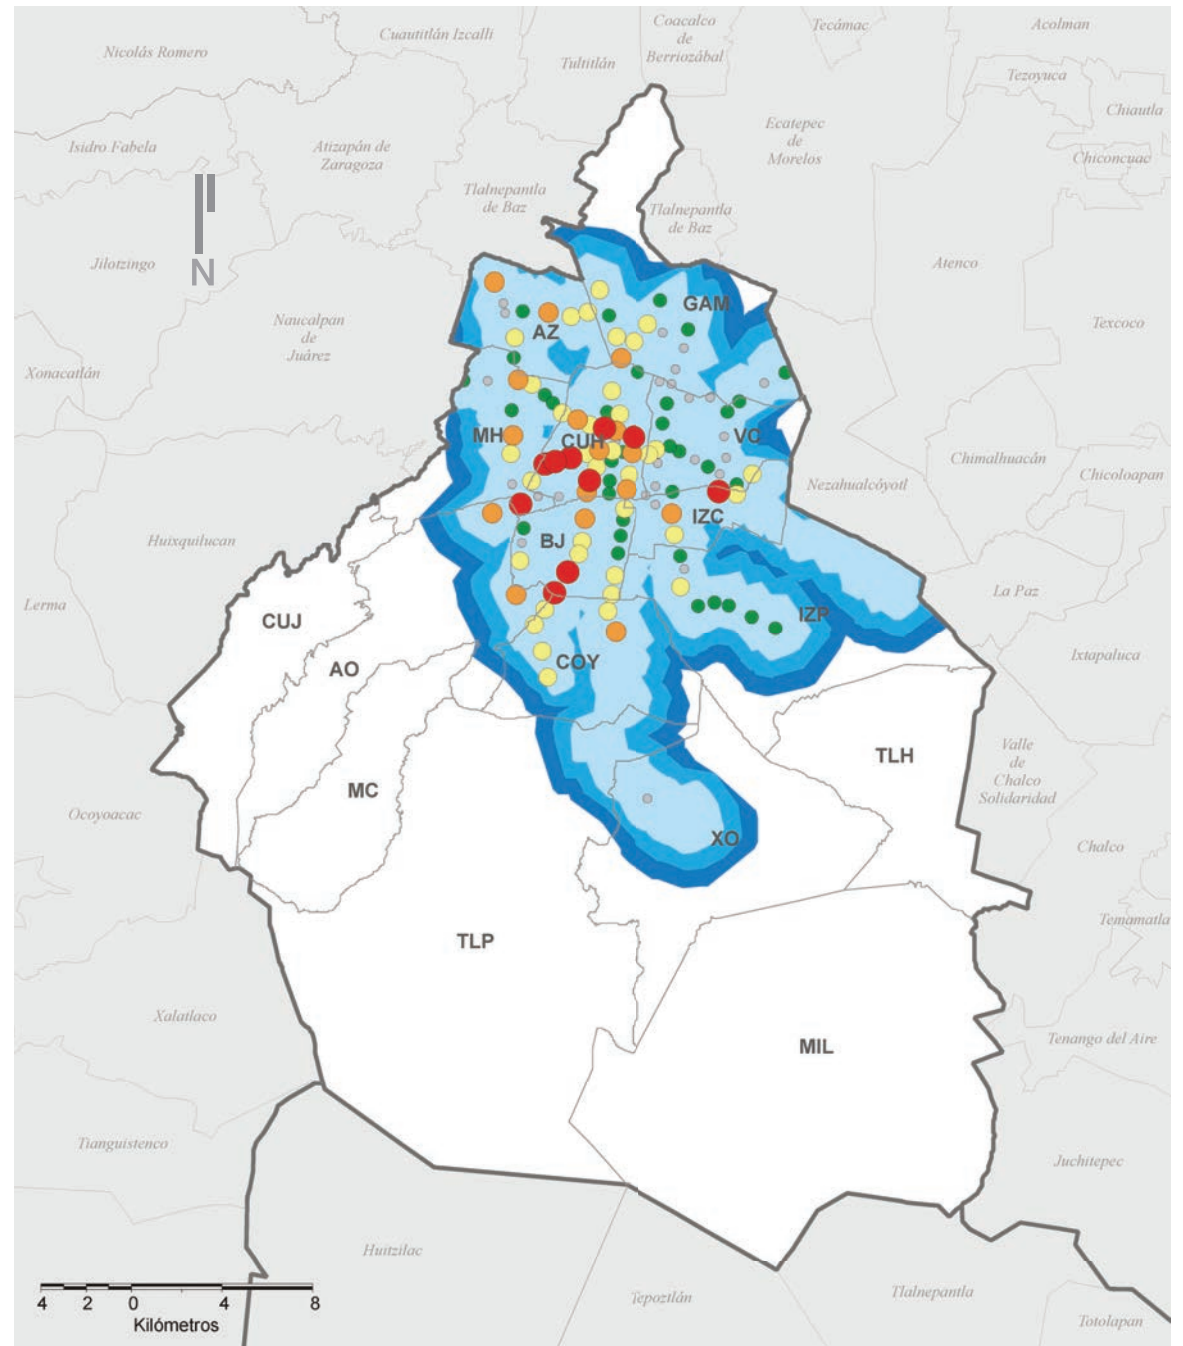 Nicolás Romero
Cuautitlán Izcalli
Tultitlán
Coacalco
de
Berriozábal
Tecámac
Acolman
Tezoyuca
Chiautla
Isidro Fabela
Atizapán de
Zaragoza
Ecatepec
de
Morelos
Chiconcuac
Tlalnepantla
de Baz
Tlalnepantla
de Baz
Jilotzingo
N
Atenco
Naucalpan
de
Juárez
Texcoco
Xonacatlán
GAM
AZ
MH
CUH
VC
Chimalhuacán
Chicoloapan
Nezahualcóyotl
IZC
BJ
Huixquilucan
La Paz
Lerma
CUJ
IZP
AO
COY
Ixtapaluca
MC
TLH
Valle
de
Chalco
Solidaridad
Ocoyoacac
XO
Chalco
Temamatla
TLP
Xalatlaco
MIL
Tenango del Aire
Tianguistenco
Juchitepec
Huitzilac
Tepoztlán
Tlalnepantla
Totolapan
4 2 0 4 8
Kilómetros